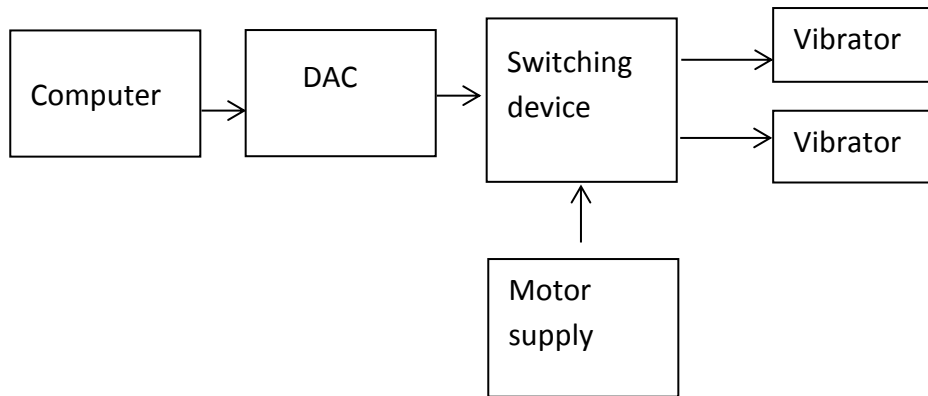 Computer
DAC
Switching
device
Vibrator
Vibrator
Motor
supply